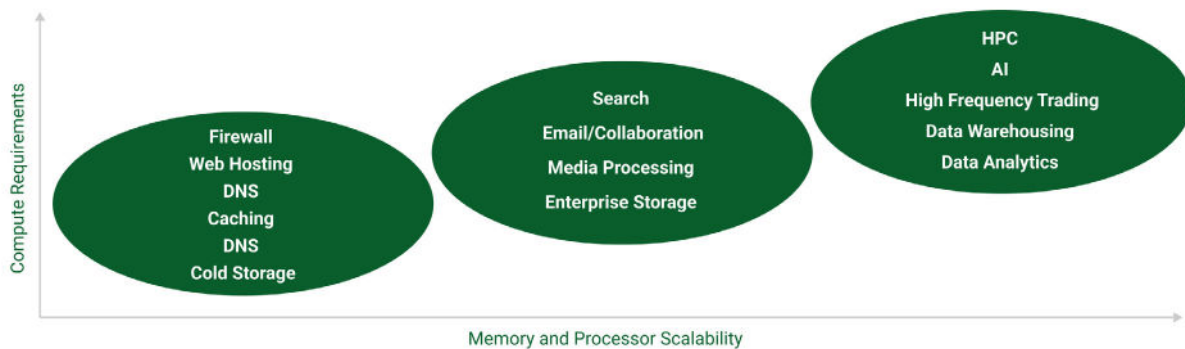 Compute Requirements
Firewall
Web Hosting
DNS
Caching
DNS
Cold Storage
Search
Email/Collaboration
Media Processing
Enterprise Storage
HPC
AI
High Frequency Trading
Data Warehousing
Data Analytics
Memory and Processor Scalability